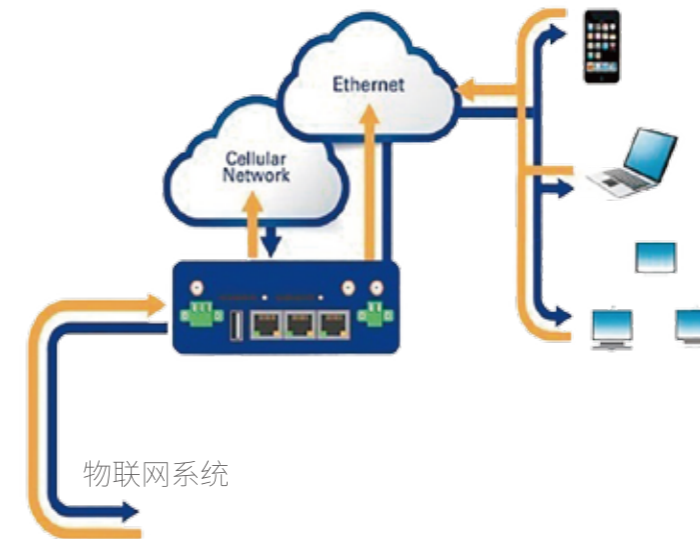 Ethernet
Cellular
Network
物联网系统